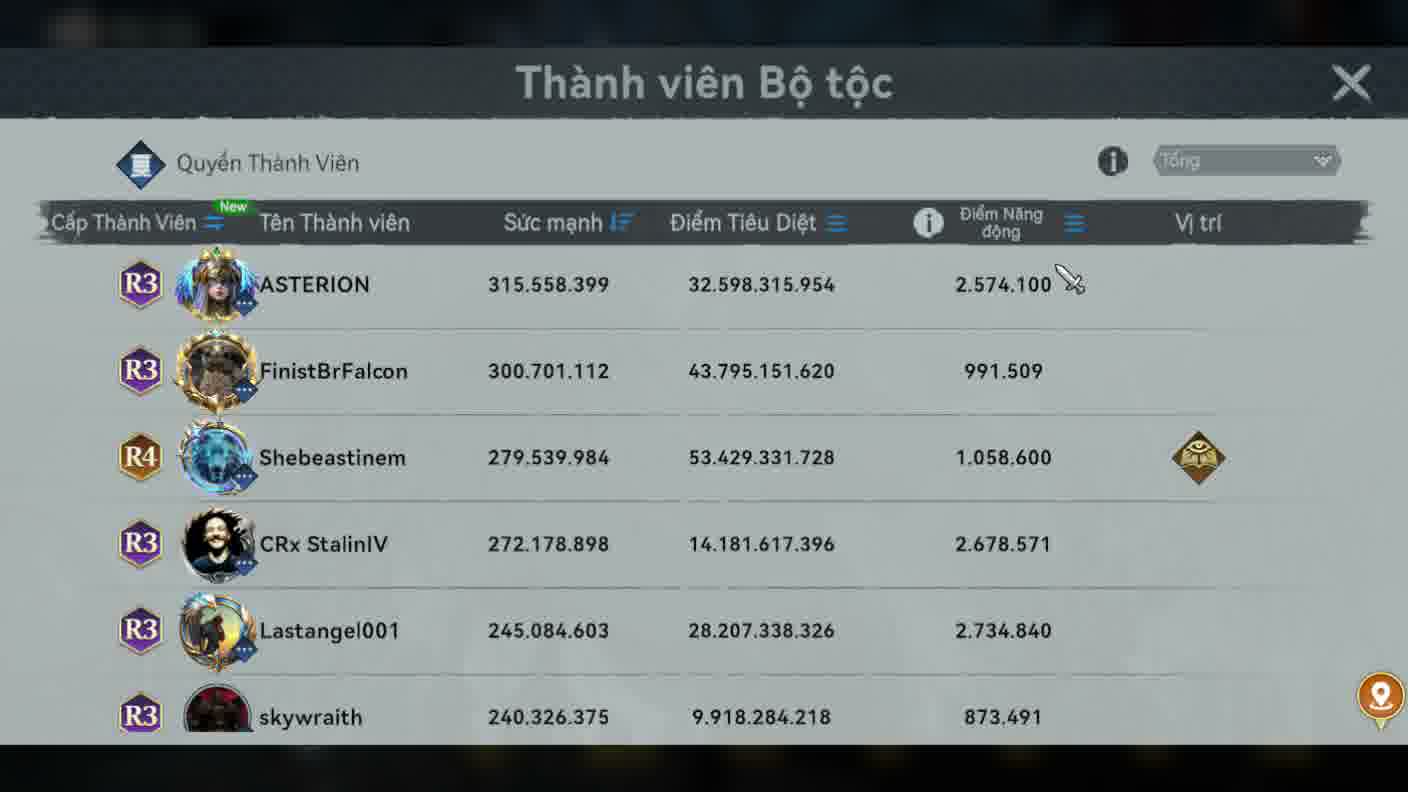 Thành viên Bộ tộc
Quyền Thành Viên
Tổng
New
Cấp Thành Viên Tên Thành viên Sức mạnh Điểm Tiêu Diệt Điểm Năng động Vị trí
R3 ASTERION 315.558.399 32.598.315.954 2.574.100
R3 FinistBrFalcon 300.701.112 43.795.151.620 991.509
R4 Shebeastinem 279.539.984 53.429.331.728 1.058.600
R3 CRx StalinIV 272.178.898 14.181.617.396 2.678.571
R3 Lastangel001 245.084.603 28.207.338.326 2.734.840
R3 skywraith 240.326.375 9.918.284.218 873.491